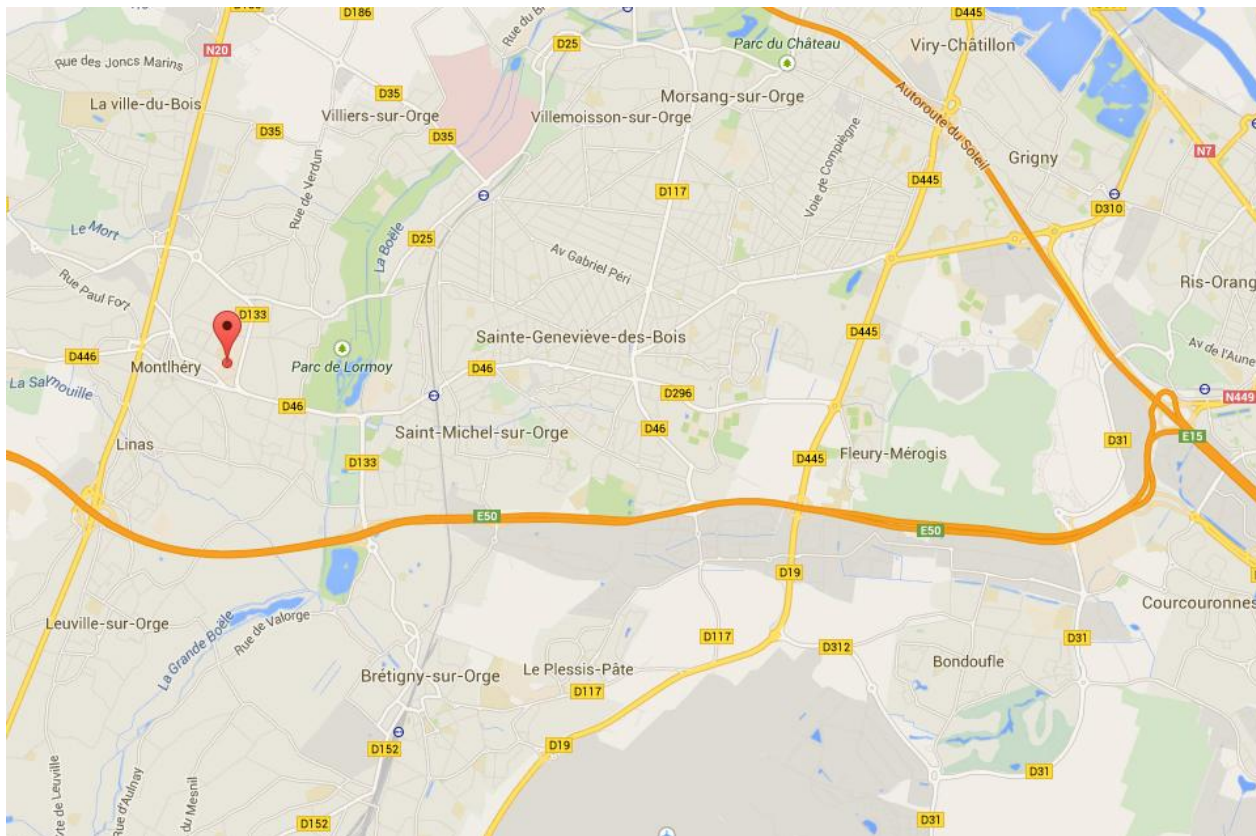 D186
D445
N20
D25
Parc du Château
Viry-Châtillon
Rue des Joncs Marins
D35
Morsang-sur-Orge
La ville-du-Bois
Villiers-sur-Orge
Villemoisson-sur-Orge
Autoroute du Soleil
D35
D35
N7
Grigny
Rue de Verdun
Voie de Compiègne
D445
D117
D310
Le Mort
La Boële
D25
Av Gabriel Péri
Rue Paul Fort
Ris-Orang
D133
D445
Sainte-Geneviève-des-Bois
Av de l'Aune
D446
Montlhéry
Parc de Lormoy
D46
D296
N449
D46
D46
Linas
Saint-Michel-sur-Orge
D31
E15
Fleury-Mérogis
D133
D445
E50
E50
D19
Courcouronnes
Leuville-sur-Orge
La Grande Boële
Rue de Valorge
D117
D312
D31
Bondoufle
Brétigny-sur-Orge
Le Plessis-Pâte
D117
D152
D19
D31
Rue d'Aulnay
du Mesnil
D152
D31